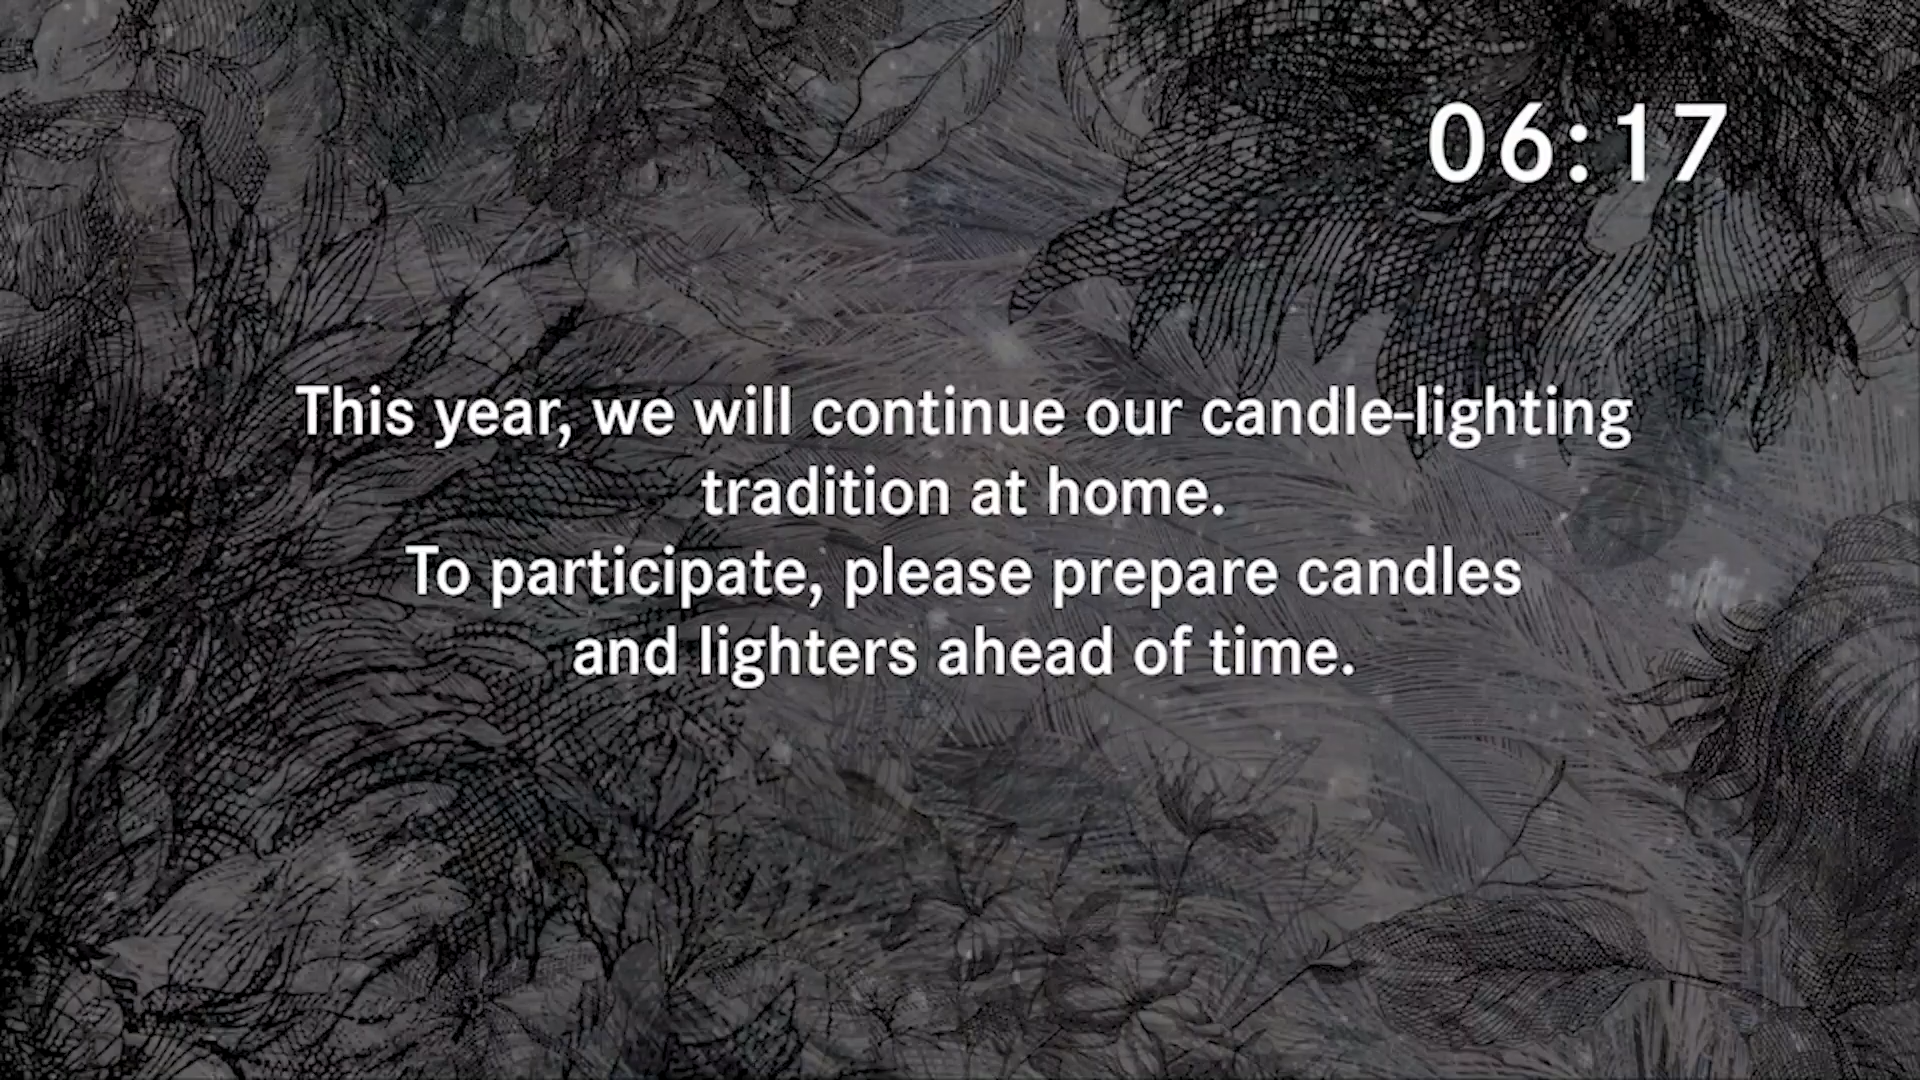 06:17
This year, we will continue our candle-lighting
tradition at home.
To participate, please prepare candles
and lighters ahead of time.